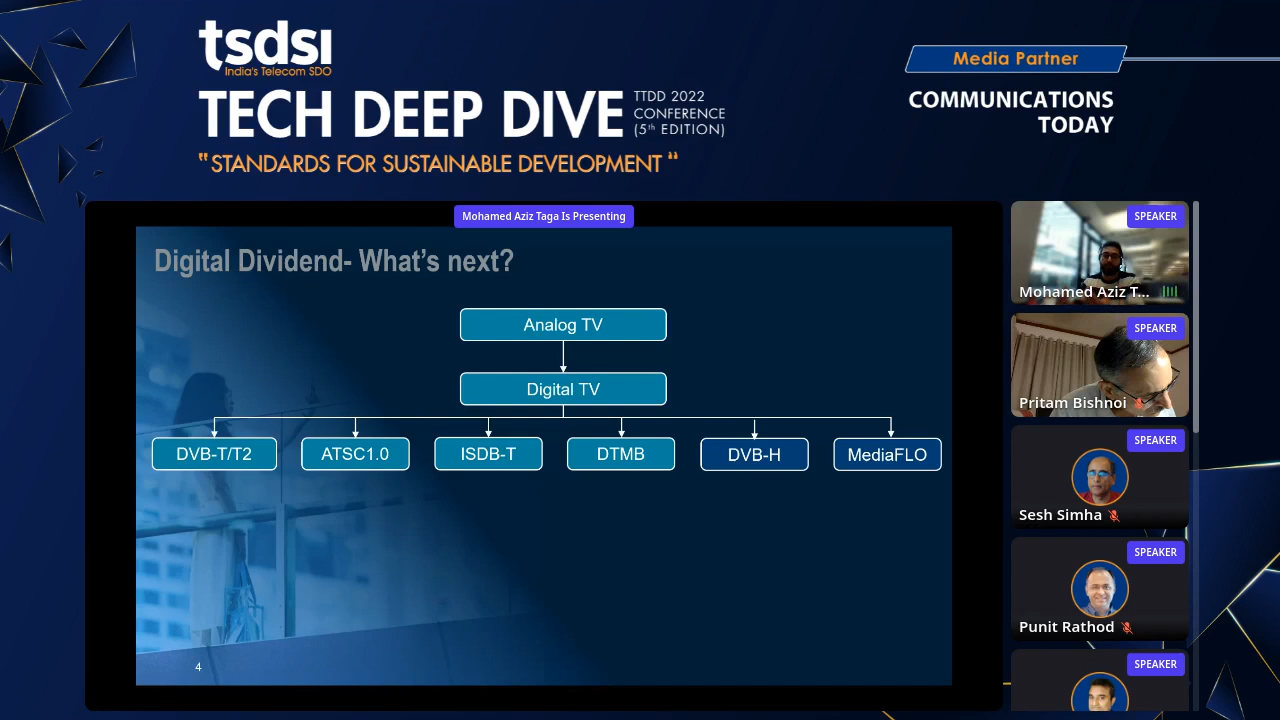 tsdsi
India's Telecom SDO
TECH DEEP DIVE
TTDD 2022
CONFERENCE
(5th EDITION)
"STANDARDS FOR SUSTAINABLE DEVELOPMENT"
Media Partner
COMMUNICATIONS
TODAY
Mohamed Aziz Taga Is Presenting
Digital Dividend- What's next?
Analog TV
Digital TV
DVB-T/T2
ATSC1.0
ISDB-T
DTMB
DVB-H
MediaFLO
4
SPEAKER
Mohamed Aziz T...
SPEAKER
Pritam Bishnoi
SPEAKER
Sesh Simha
SPEAKER
Punit Rathod
SPEAKER